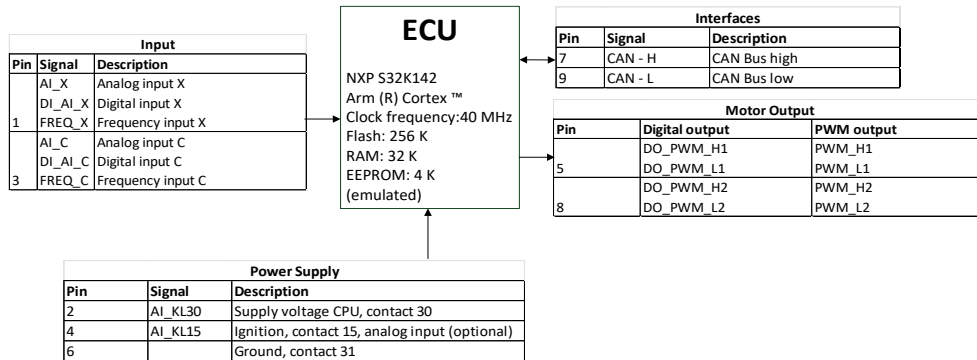 Input
Pin Signal Description
AI_X Analog input X
DI_AI_X Digital input X
1 FREQ_X Frequency input X
AI_C Analog input C
DI_AI_C Digital input C
3 FREQ_C Frequency input C
ECU
NXP S32K142
Arm (R) Cortex ™
Clock frequency:40 MHz
Flash: 256 K
RAM: 32 K
EEPROM: 4 K
(emulated)
Interfaces
Pin Signal Description
7 CAN - H CAN Bus high
9 CAN - L CAN Bus low
Motor Output
Pin Digital output PWM output
DO_PWM_H1 PWM_H1
5 DO_PWM_L1 PWM_L1
DO_PWM_H2 PWM_H2
8 DO_PWM_L2 PWM_L2
Power Supply
Pin Signal Description
2 AI_KL30 Supply voltage CPU, contact 30
4 AI_KL15 Ignition, contact 15, analog input (optional)
6 Ground, contact 31